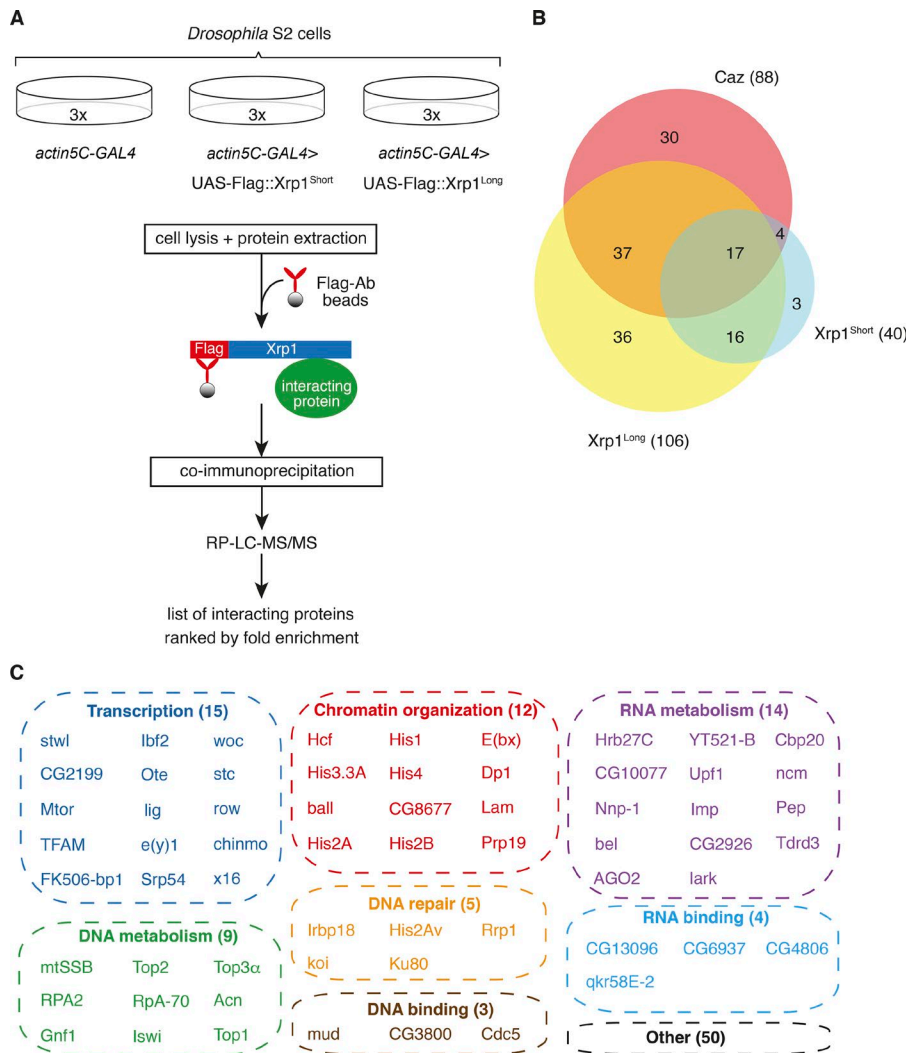 A
Drosophila S2 cells
3x
3x
3x
actin5C-GAL4
actin5C-GAL4>
UAS-Flag::Xrp1Short
actin5C-GAL4>
UAS-Flag::Xrp1Long
cell lysis + protein extraction
Flag-Ab
beads
Flag
Xrp1
interacting
protein
co-immunoprecipitation
RP-LC-MS/MS
list of interacting proteins
ranked by fold enrichment
B
Caz (88)
30
4
37
17
3
36
16
Xrp1Short (40)
Xrp1Long (106)
C
Transcription (15)
stwl Ibf2 woc
CG2199 Ote stc
Mtor lig row
TFAM e(y)1 chinmo
FK506-bp1 Srp54 x16
Chromatin organization (12)
Hcf His1 E(bx)
His3.3A His4 Dp1
ball CG8677 Lam
His2A His2B Prp19
RNA metabolism (14)
Hrb27C YT521-B Cbp20
CG10077 Upf1 ncm
Nnp-1 Imp Pep
bel CG2926 Tdrd3
AGO2 lark
DNA metabolism (9)
mtSSB Top2 Top3α
RPA2 RpA-70 Acn
Gnf1 Iswi Top1
DNA repair (5)
Irbp18 His2Av Rrp1
koi Ku80
DNA binding (3)
mud CG3800 Cdc5
RNA binding (4)
CG13096 CG6937 CG4806
qkr58E-2
Other (50)